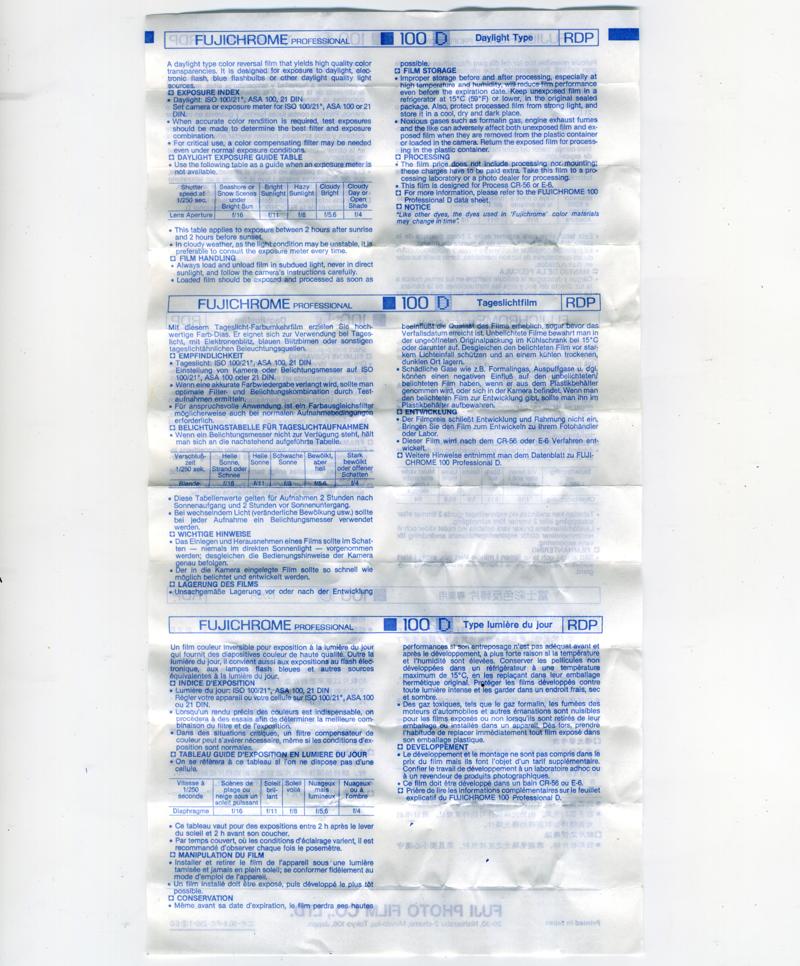 FUJICHROME PROFESSIONAL 100 D Daylight Type RDP
A daylight type color reversal film that yields high quality color
transparencies. It is designed for exposure to daylight, elec-
tronic flash, blue flashbulbs or other daylight quality light
sources.
EXPOSURE INDEX
• Daylight: ISO 100/21°, ASA 100, 21 DIN
Set camera or exposure meter for ISO 100/21°, ASA 100 or 21
DIN.
• When accurate color rendition is required, test exposures
should be made to determine the best filter and exposure
combination.
• For critical use, a color compensating filter may be needed
even under normal exposure conditions.
DAYLIGHT EXPOSURE GUIDE TABLE
• Use the following table as a guide when an exposure meter is
not available.
Shutter speed at 1/250 sec. Seashore or Snow Scenes under Bright Sun Bright Sunlight Hazy Sunlight Cloudy Bright Cloudy Day or Open Shade
Lens Aperture f/16 f/11 f/8 f/5.6 f/4
• This table applies to exposure between 2 hours after sunrise
and 2 hours before sunset.
• In cloudy weather, as the light condition may be unstable, it is
preferable to consult the exposure meter every time.
FILM HANDLING
• Always load and unload film in subdued light, never in direct
sunlight, and follow the camera's instructions carefully.
• Loaded film should be exposed and processed as soon as
possible.
FILM STORAGE
• Improper storage before and after processing, especially at
high temperature and humidity, will reduce film performance
even before the expiration date. Keep unexposed film in a
refrigerator at 15°C (59°F) or lower, in the original sealed
package. Also, protect processed film from strong light, and
store it in a cool, dry and dark place.
• Noxious gases such as formalin gas, engine exhaust fumes
and the like can adversely affect both unexposed film and ex-
posed film when they are removed from the plastic container
or loaded in the camera. Return the exposed film for process-
ing in the plastic container.
PROCESSING
• The film price does not include processing nor mounting;
these charges have to be paid extra. Take this film to a pro-
cessing laboratory or a photo dealer for processing.
• This film is designed for Process CR-56 or E-6.
For more information, please refer to the FUJICHROME 100
Professional D data sheet.
NOTICE
"Like other dyes, the dyes used in 'Fujichrome' color materials
may change in time".
FUJICHROME PROFESSIONAL 100 D Tageslichtfilm RDP
Mit diesem Tageslicht-Farbumkehrfilm erzielen Sie hoch-
wertige Farb-Dias. Er eignet sich zur Verwendung bei Tages-
licht, mit Elektronenblitz, blauen Blitzbirnen oder sonstigen
tageslichtähnlichen Beleuchtungsquellen.
EMPFINDLICHKEIT
• Tageslicht: ISO 100/21°, ASA 100, 21 DIN
Einstellung von Kamera oder Belichtungsmesser auf ISO
100/21°, ASA 100 oder 21 DIN.
• Wenn eine akkurate Farbwiedergabe verlangt wird, sollte man
optimale Filter- und Belichtungskombination durch Test-
aufnahmen ermitteln.
• Für anspruchsvolle Anwendung ist ein Farbausgleichsfilter
möglicherweise auch bei normalen Aufnahmebedingungen
erforderlich.
BELICHTUNGSTABELLE FÜR TAGESLICHTAUFNAHMEN
• Wenn ein Belichtungsmesser nicht zur Verfügung steht, hält
man sich an die nachstehend aufgeführte Tabelle.
Verschluß- zeit 1/250 sek. Helle Sonne, Strand oder Schnee Helle Sonne Schwache Sonne Bewölkt, aber hell Stark bewölkt oder offener Schatten
Blende f/16 f/11 f/8 f/5.6 f/4
• Diese Tabellenwerte gelten für Aufnahmen 2 Stunden nach
Sonnenaufgang und 2 Stunden vor Sonnenuntergang.
• Bei wechselndem Licht (veränderliche Bewölkung usw.) sollte
bei jeder Aufnahme ein Belichtungsmesser verwendet
werden.
WICHTIGE HINWEISE
• Das Einlegen und Herausnehmen eines Films sollte im Schat-
ten — niemals im direkten Sonnenlicht — vorgenommen
werden; desgleichen die Bedienungshinweise der Kamera
genau befolgen.
• Der in die Kamera eingelegte Film sollte so schnell wie
möglich belichtet und entwickelt werden.
LAGERUNG DES FILMS
• Unsachgemäße Lagerung vor oder nach der Entwicklung
beeinflußt die Qualität des Films erheblich, sogar bevor das
Verfalldatum erreicht ist. Unbelichtete Filme bewahrt man in
der ungeöffneten Originalpackung im Kühlschrank bei 15°C
oder darunter auf. Desgleichen den belichteten Film vor star-
kem Lichteinfall schützen und an einem kühlen trockenen,
dunklen Ort lagern.
• Schädliche Gase wie z.B. Formalingas, Auspuffgase u. dgl.
können einen negativen Einfluß auf den unbelichteten/
belichteten Film haben, wenn er aus dem Plastikbehälter
genommen wird, oder sich in der Kamera befindet. Wenn man
den belichteten Film zur Entwicklung gibt, sollte man ihn im
Plastikbehälter aufbewahren.
ENTWICKLUNG
• Der Filmpreis schließt Entwicklung und Rahmung nicht ein.
Bringen Sie den Film zum Entwickeln zu Ihrem Fotohändler
oder Labor.
• Dieser Film wird nach dem CR-56 oder E-6 Verfahren ent-
wickelt.
Weitere Hinweise entnimmt man dem Datenblatt zu FUJI-
CHROME 100 Professional D.
FUJICHROME PROFESSIONAL 100 D Type lumière du jour RDP
Un film couleur inversible pour exposition à la lumière du jour
qui fournit des diapositives couleur de haute qualité. Outre la
lumière du jour, il convient aussi aux expositions au flash élec-
tronique, aux lampes flash bleues et autres sources
équivalentes à la lumière du jour.
INDICE D'EXPOSITION
• Lumière du jour: ISO 100/21°, ASA 100, 21 DIN
Régler votre appareil ou votre cellule sur ISO 100/21°, ASA 100
ou 21 DIN.
• Lorsqu'un rendu précis des couleurs est indispensable, on
procèdera à des essais afin de déterminer la meilleure com-
binaison du filtre et de l'exposition.
• Dans des situations critiques, un filtre compensateur de
couleur peut s'avérer nécessaire, même si les conditions d'ex-
position sont normales.
TABLEAU GUIDE D'EXPOSITION EN LUMIERE DU JOUR
• On se réfèrera à ce tableau si l'on ne dispose pas d'une
cellule.
Vitesse à 1/250 seconde Scènes de plage ou neige sous un soleil puissant Soleil bril- lant Soleil voilé Nuageux mais lumineux Nuageux ou à l'ombre
Diaphragme f/16 f/11 f/8 f/5,6 f/4
• Ce tableau vaut pour des expositions entre 2 h après le lever
du soleil et 2 h avant son coucher.
• Par temps couvert, où les conditions d'éclairage varient, il est
recommandé d'observer chaque fois le posemètre.
MANIPULATION DU FILM
• Installer et retirer le film de l'appareil sous une lumière
tamisée et jamais en plein soleil; se conformer fidèlement au
mode d'emploi de l'appareil.
• Un film installé doit être exposé, puis développé le plus tôt
possible.
CONSERVATION
• Même avant sa date d'expiration, le film perdra ses hautes
performances si son entreposage n'est pas adéquat avant et
après le développement, à plus forte raison si la température
et l'humidité sont élevées. Conserves les pellicules non
développées dans un réfrigérateur à une température
maximum de 15°C, en les replaçant dans leur emballage
hermétique original. Protéger les films développés contre
toute lumière intense et les garder dans un endroit frais, sec
et sombre.
• Des gaz toxiques, tels que le gaz formalin, les fumées des
moteurs d'automobiles et autres émanations sont nuisibles
pour les films exposés ou non lorsqu'ils sont retirés de leur
emballage ou installés dans un appareil. Dès lors, prendre
l'habitude de replacer immédiatement tout film exposé dans
son emballage plastique.
DEVELOPPEMENT
• Le développement et le montage ne sont pas compris dans le
prix du film mais ils font l'objet d'un tarif supplémentaire.
Confier le travail de développement à un laboratoire adhoc ou
à un revendeur de produits photographiques.
• Ce film doit être développé dans un bain CR-56 ou E-6.
Prière de lire les informations complémentaires sur le feuillet
explicatif du FUJICHROME 100 Professional D.
FUJI PHOTO FILM CO., LTD.